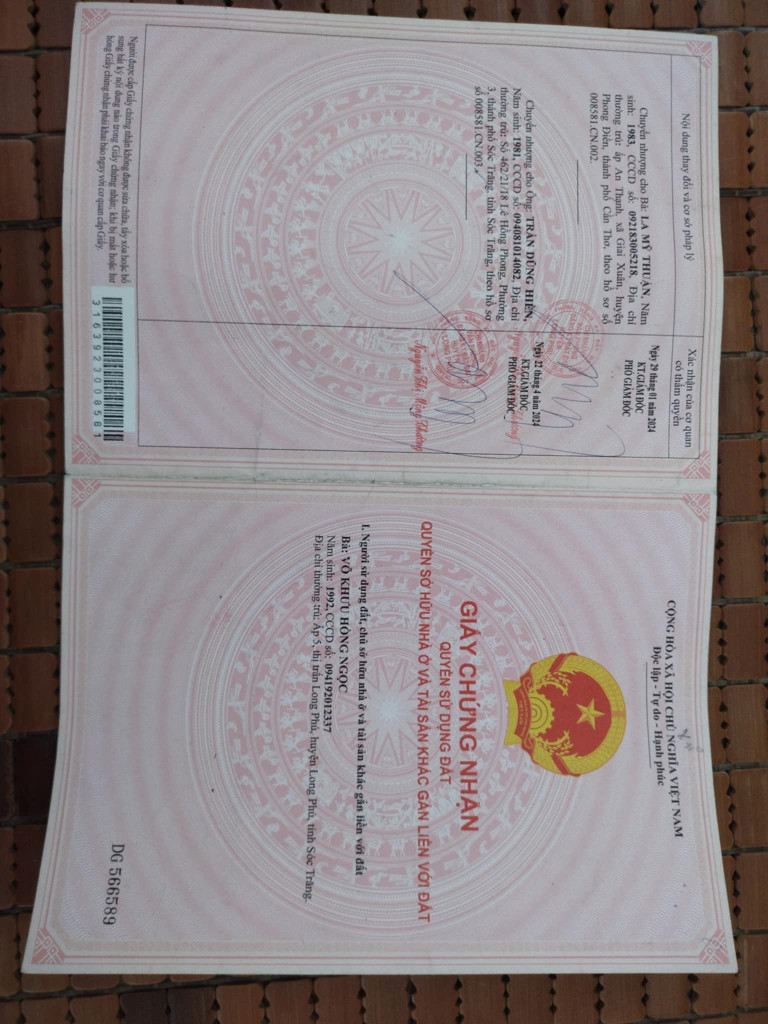 Nội dung thay đổi và cơ sở pháp lý
Xác nhận của cơ quan
có thẩm quyền
Chuyển nhượng cho Bà: LA MỸ THUẬN, Năm
sinh: 1983, CCCD số: 092183005218, Địa chỉ
thường trú: ấp An Thạnh, xã Giai Xuân, huyện
Phong Điền, thành phố Cần Thơ, theo hồ sơ số
008581.CN.002.
Ngày 29 tháng 01 năm 2024
KT.GIÁM ĐỐC
PHÓ GIÁM ĐỐC
Chuyển nhượng cho Ông: TRẦN DŨNG HIỀN,
Năm sinh: 1981, CCCD số: 094081014082, Địa chỉ
thường trú: Số 462/21/18 Lê Hồng Phong, Phường
3, thành phố Sóc Trăng, tỉnh Sóc Trăng, theo hồ sơ
số 008581.CN.003.
Ngày 22 tháng 4 năm 2024
KT.GIÁM ĐỐC
PHÓ GIÁM ĐỐC
Nguyễn Thị Hồng Thương
Người được cấp Giấy chứng nhận không được sửa chữa, tẩy xóa hoặc bổ
sung bất kỳ nội dung nào trong Giấy chứng nhận; khi bị mất hoặc hư
hỏng Giấy chứng nhận phải khai báo ngay với cơ quan cấp Giấy.
3163923008581
CỘNG HÒA XÃ HỘI CHỦ NGHĨA VIỆT NAM
Độc lập - Tự do - Hạnh phúc
GIẤY CHỨNG NHẬN
QUYỀN SỬ DỤNG ĐẤT
QUYỀN SỞ HỮU NHÀ Ở VÀ TÀI SẢN KHÁC GẮN LIỀN VỚI ĐẤT
I. Người sử dụng đất, chủ sở hữu nhà ở và tài sản khác gắn liền với đất
Bà: VÕ KHƯU HỒNG NGỌC
Năm sinh: 1992, CCCD số: 094192012337
Địa chỉ thường trú: Ấp 5, thị trấn Long Phú, huyện Long Phú, tỉnh Sóc Trăng.
DG 566589